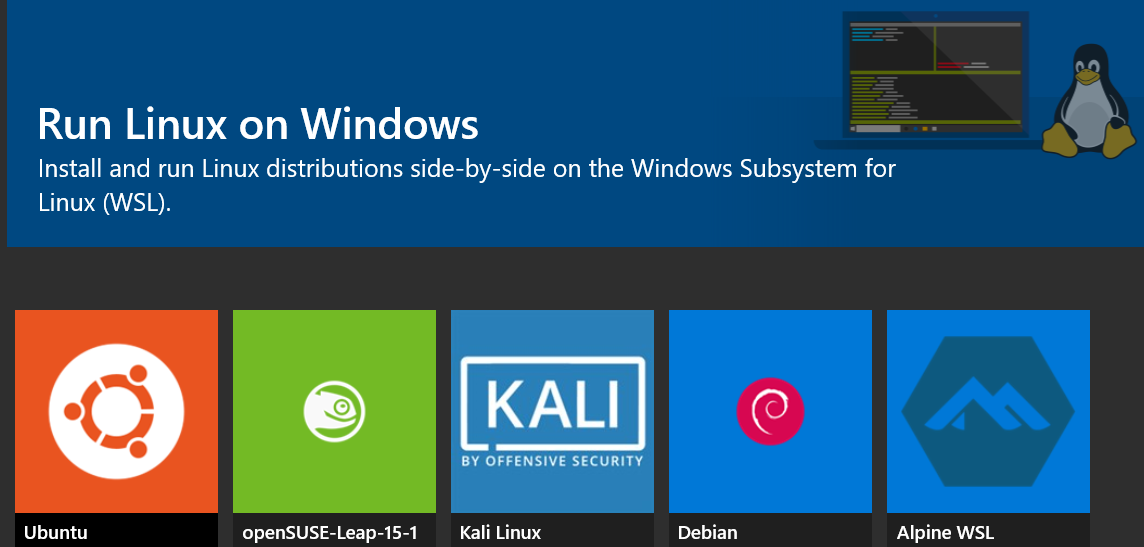 Run Linux on Windows
Install and run Linux distributions side-by-side on the Windows Subsystem for
Linux (WSL).
KALI
BY OFFENSIVE SECURITY
Ubuntu
openSUSE-Leap-15-1
Kali Linux
Debian
Alpine WSL